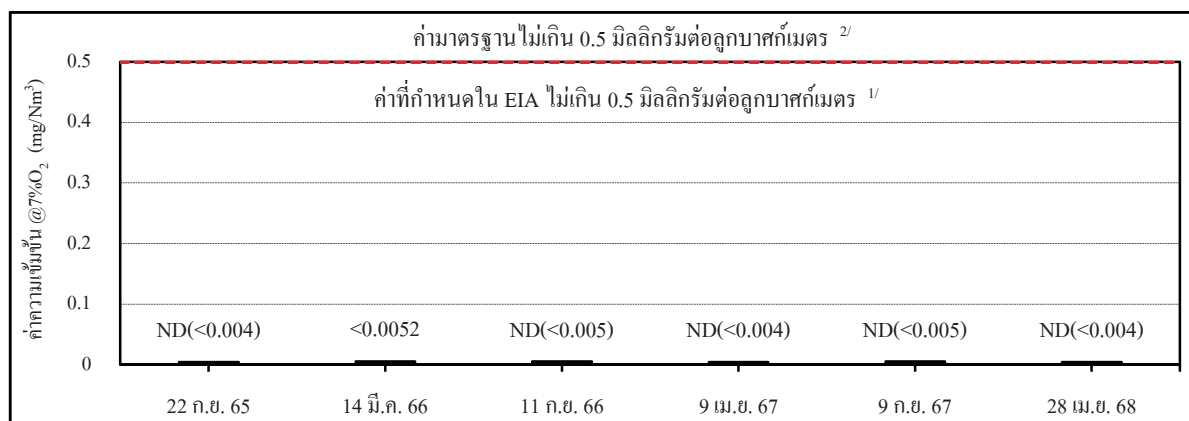 ค่ามาตรฐานไม่เกิน 0.5 มิลลิกรัมต่อลูกบาศก์เมตร 2/
ค่าที่กำหนดใน EIA ไม่เกิน 0.5 มิลลิกรัมต่อลูกบาศก์เมตร 1/
ค่าความเข้มข้น @7%O2 (mg/Nm3)
0.5
0.4
0.3
0.2
0.1
0
ND(<0.004) <0.0052 ND(<0.005) ND(<0.004) ND(<0.005) ND(<0.004)
22 ก.ย. 65 14 มี.ค. 66 11 ก.ย. 66 9 เม.ย. 67 9 ก.ย. 67 28 เม.ย. 68